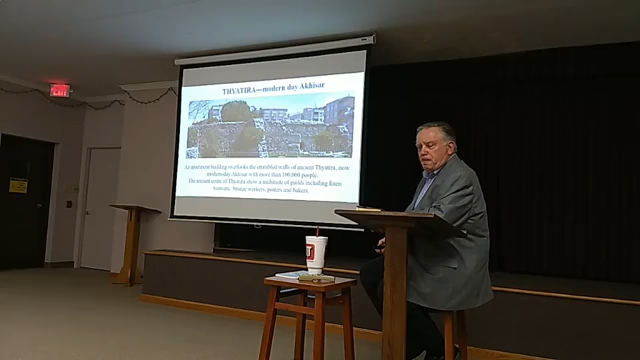 THYATIRA—modern day Akhisar
An apartment building overlooks the crumbled walls of ancient Thyatira, now
modern-day Akhisar with more than 100,000 people.
The ancient coins of Thyatira show a multitude of guilds including linen
weavers, bronze workers, potters and bakers.
EXIT